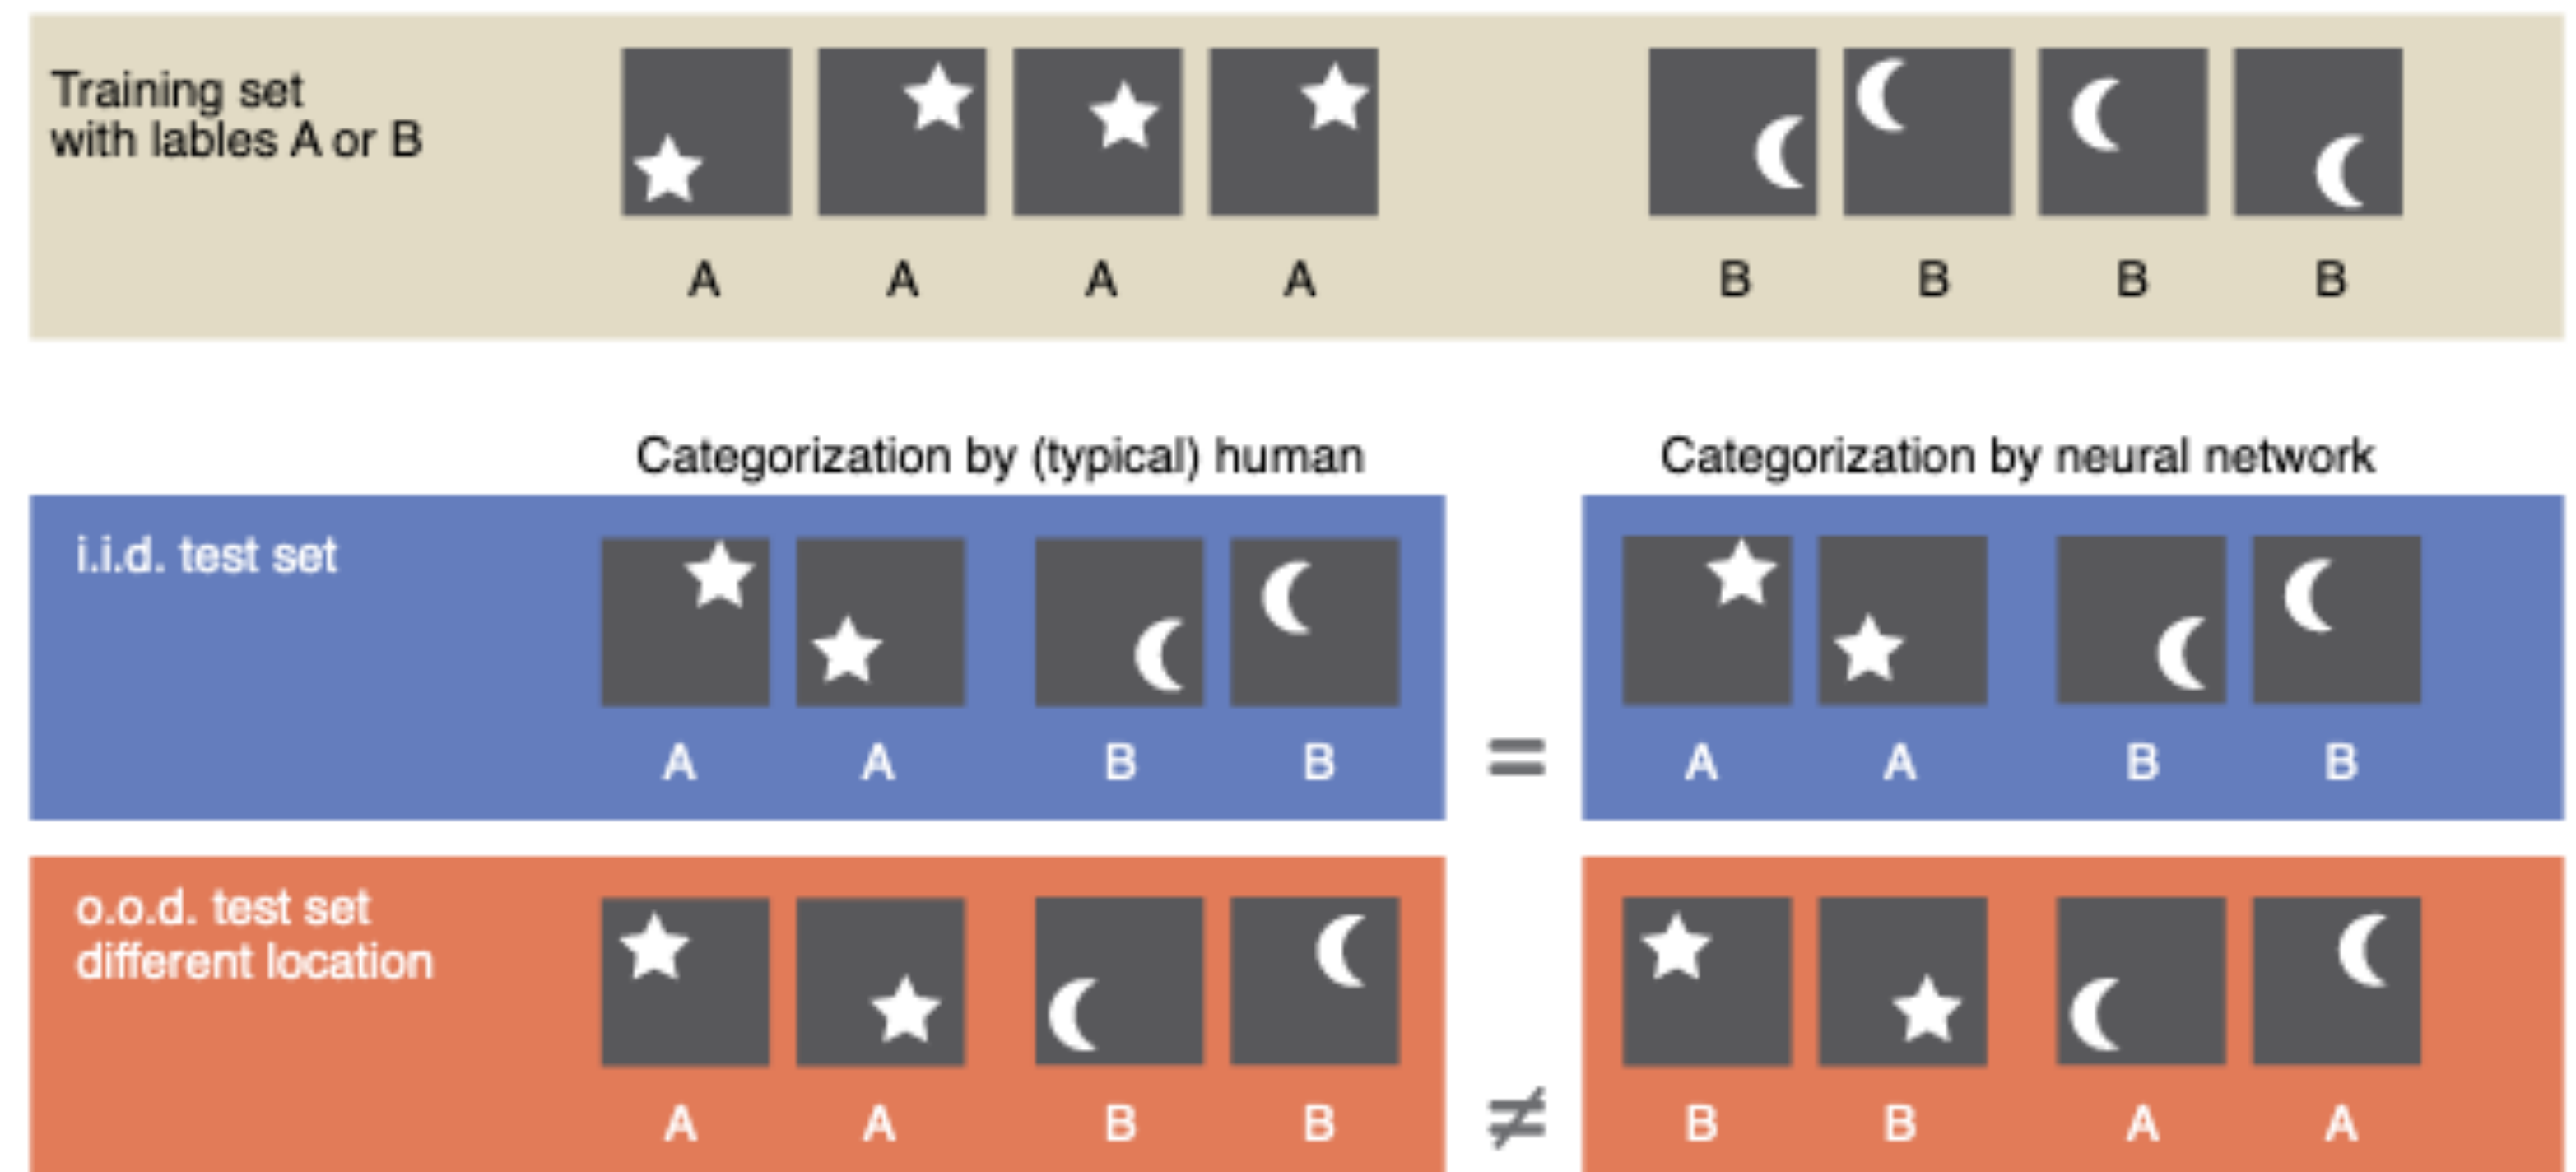 Training set
with lables A or B
A A A A B B B B
Categorization by (typical) human
Categorization by neural network
i.i.d. test set
A A B B = A A B B
o.o.d. test set
different location
A A B B ≠ B B A A